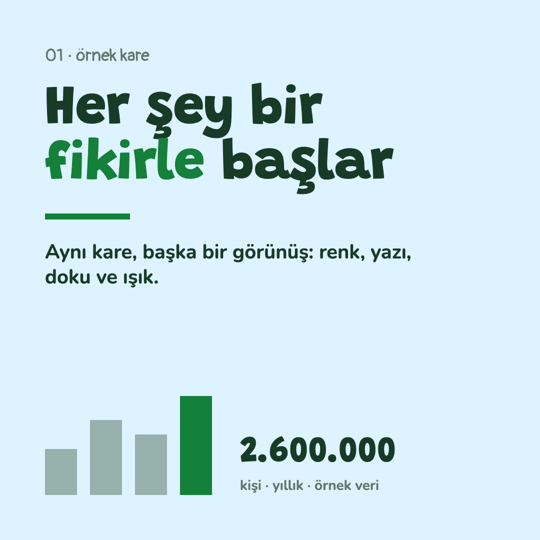 01 · örnek kare
Her şey bir
fikirle başlar
Aynı kare, başka bir görünüş: renk, yazı,
doku ve ışık.
2.600.000
kişi · yıllık · örnek veri